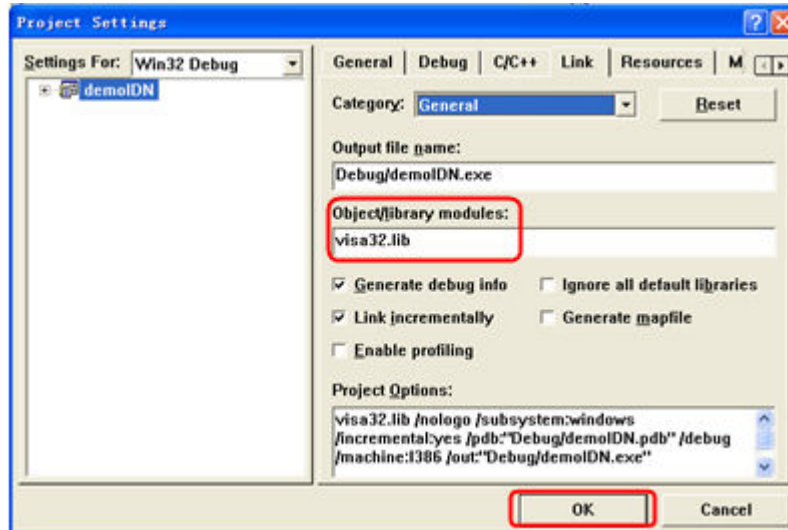 Project Settings
Settings For: Win32 Debug
demoIDN
General Debug C/C++ Link Resources M
Category: General Reset
Output file name:
Debug/demoIDN.exe
Object/library modules:
visa32.lib
Generate debug info Ignore all default libraries
Link incrementally Generate mapfile
Enable profiling
Project Options:
visa32.lib /nologo /subsystem:windows
/incremental:yes /pdb:"Debug/demoIDN.pdb" /debug
/machine:I386 /out:"Debug/demoIDN.exe"
OK Cancel